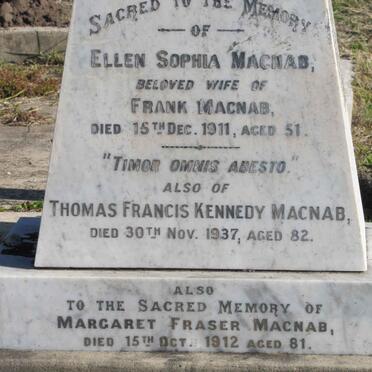 SACRED TO THE MEMORY
OF
ELLEN SOPHIA MACNAB,
BELOVED WIFE OF
FRANK MACNAB,
DIED 15TH DEC. 1911, AGED 51.
"TIMOR OMNIS ABESTO."
ALSO OF
THOMAS FRANCIS KENNEDY MACNAB,
DIED 30TH NOV. 1937, AGED 82.
ALSO
TO THE SACRED MEMORY OF
MARGARET FRASER MACNAB,
DIED 15TH OCT. 1912 AGED 81.